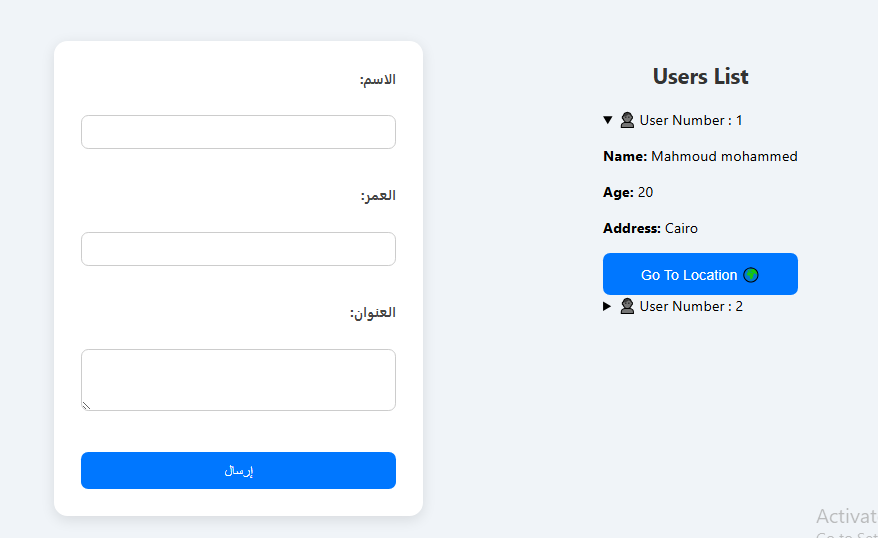 الاسم:
العمر:
العنوان:
إرسال
Users List
User Number : 1
Name: Mahmoud mohammed
Age: 20
Address: Cairo
Go To Location
User Number : 2
Activat
Go to Set